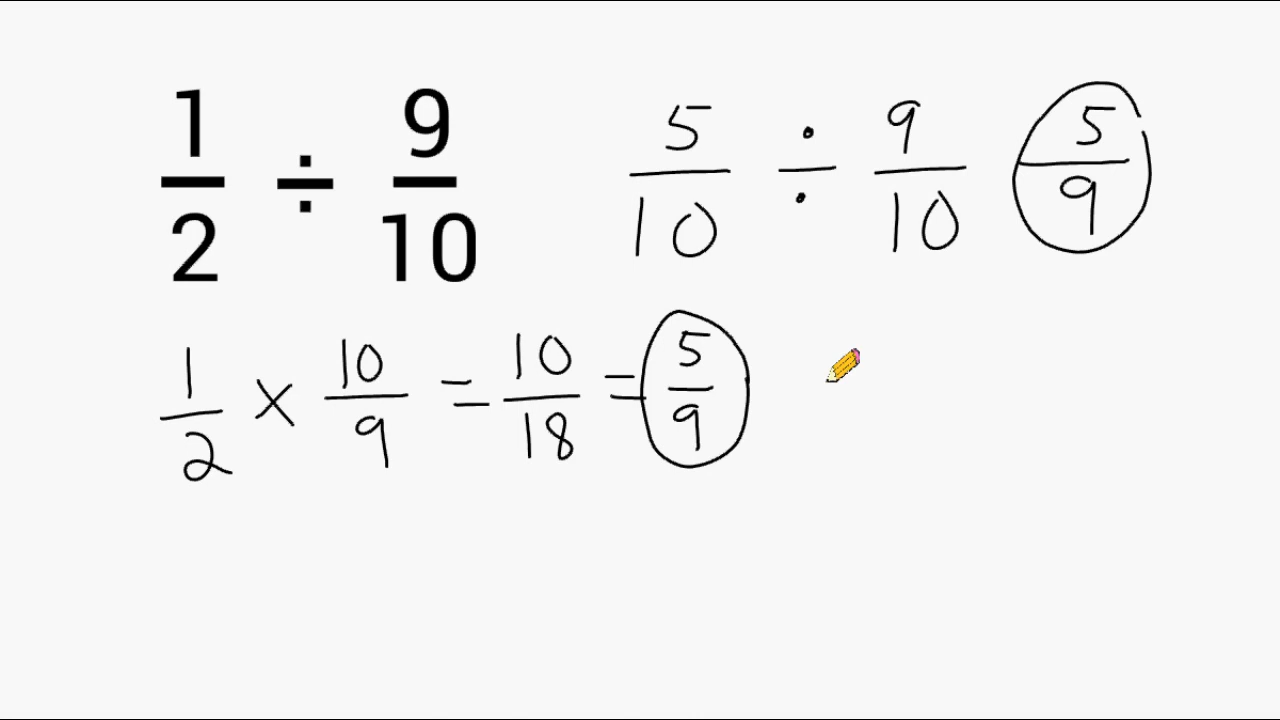 1/2 ÷ 9/10
5/10 ÷ 9/10 5/9
1/2 × 10/9 = 10/18 = 5/9